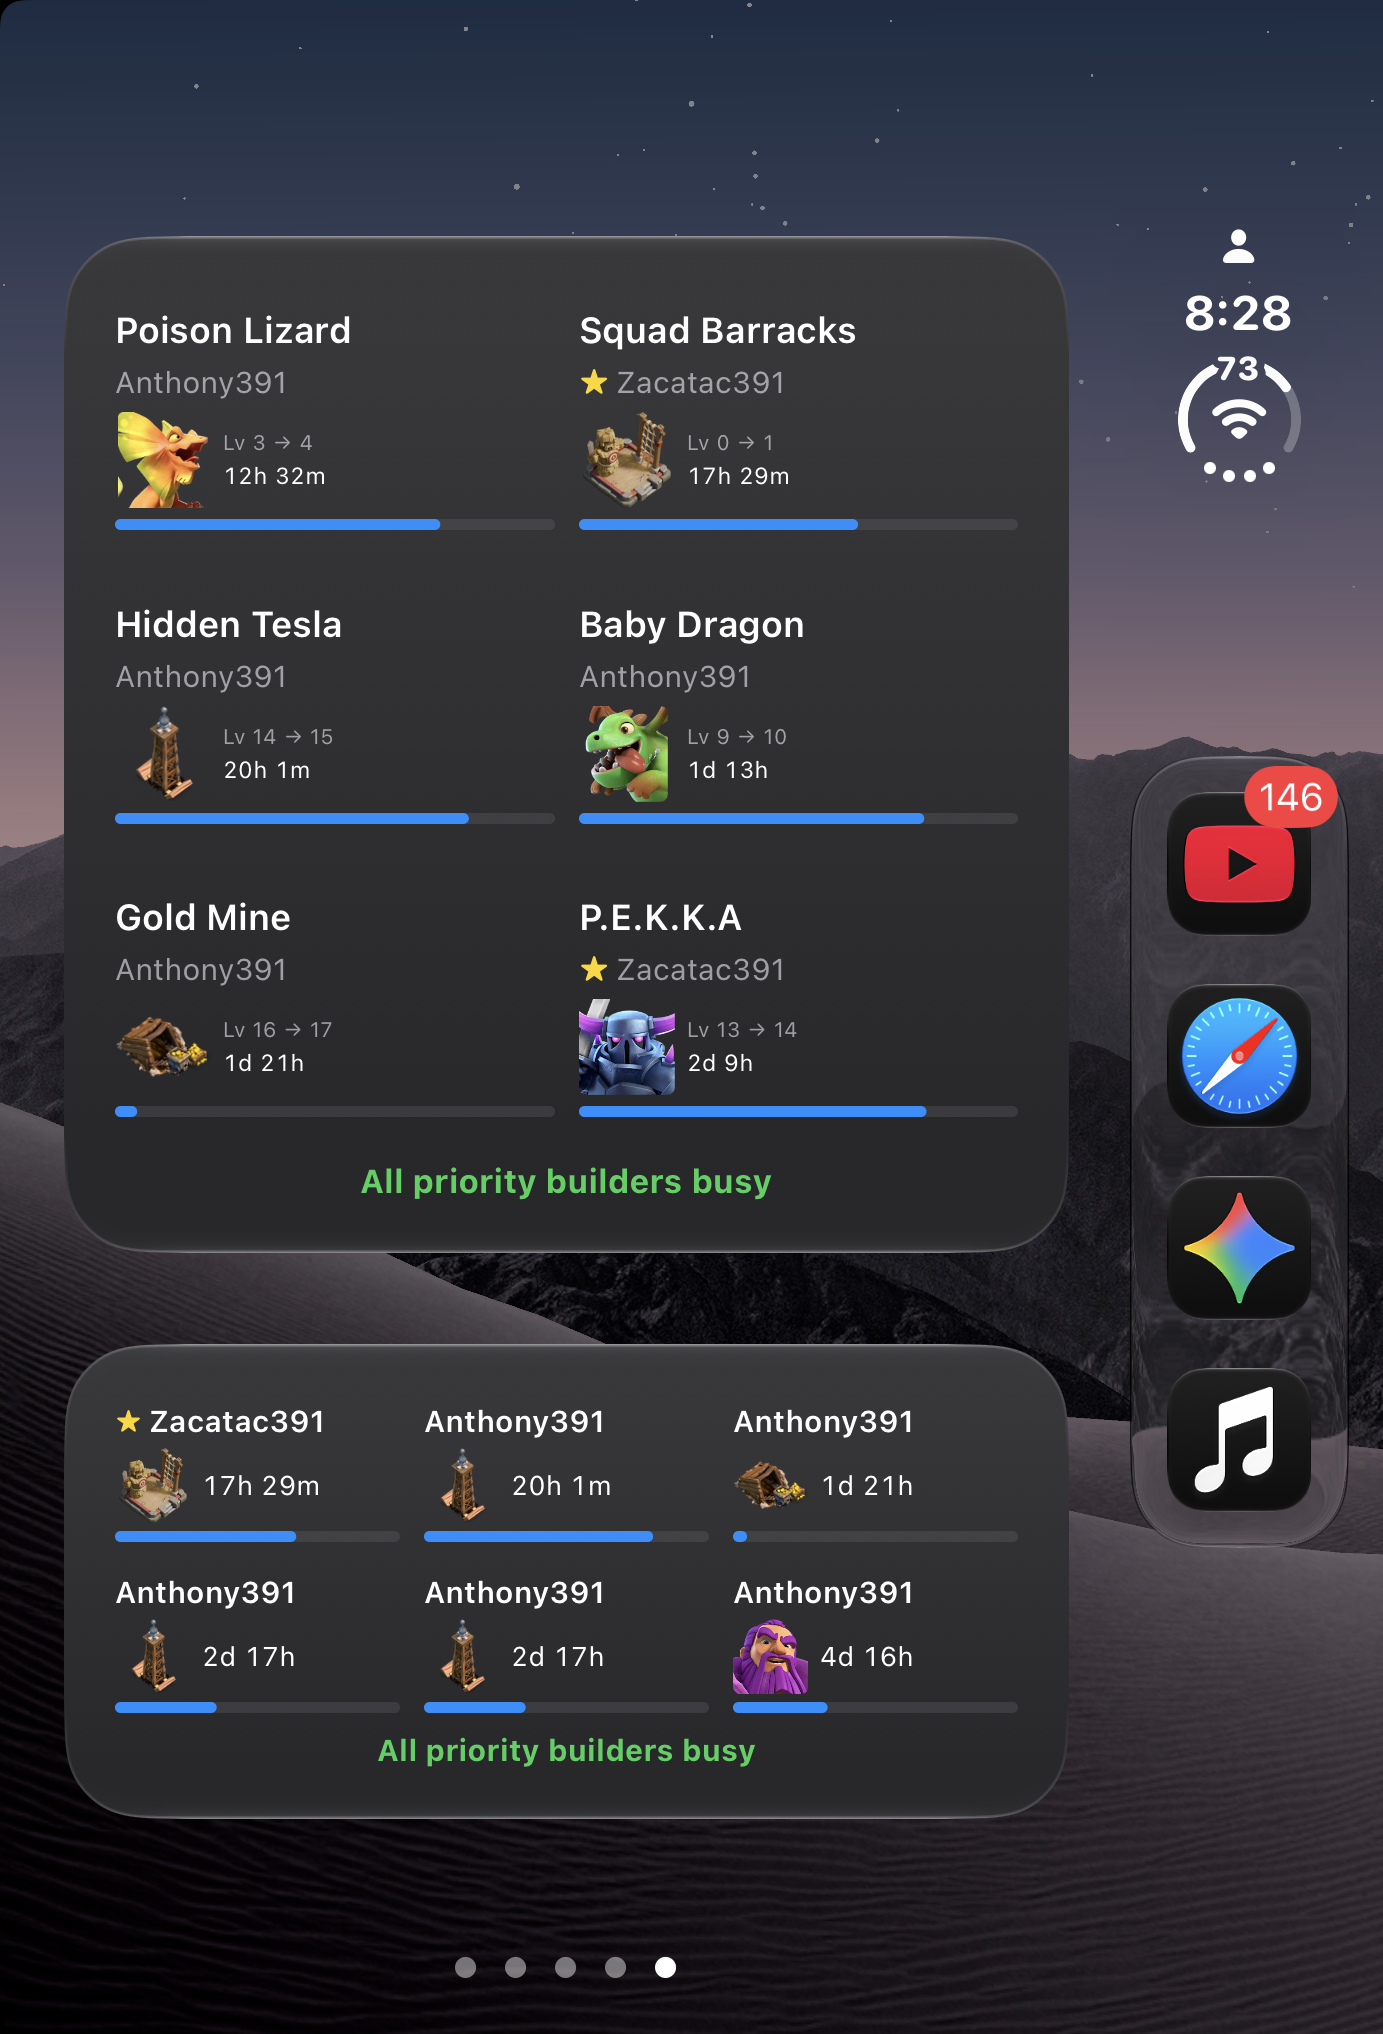 8:28
73
Poison Lizard
Anthony391
Lv 3 → 4
12h 32m
Squad Barracks
Zacatac391
Lv 0 → 1
17h 29m
Hidden Tesla
Anthony391
Lv 14 → 15
20h 1m
Baby Dragon
Anthony391
Lv 9 → 10
1d 13h
Gold Mine
Anthony391
Lv 16 → 17
1d 21h
P.E.K.K.A
Zacatac391
Lv 13 → 14
2d 9h
All priority builders busy
146
Zacatac391
17h 29m
Anthony391
20h 1m
Anthony391
1d 21h
Anthony391
2d 17h
Anthony391
2d 17h
Anthony391
4d 16h
All priority builders busy